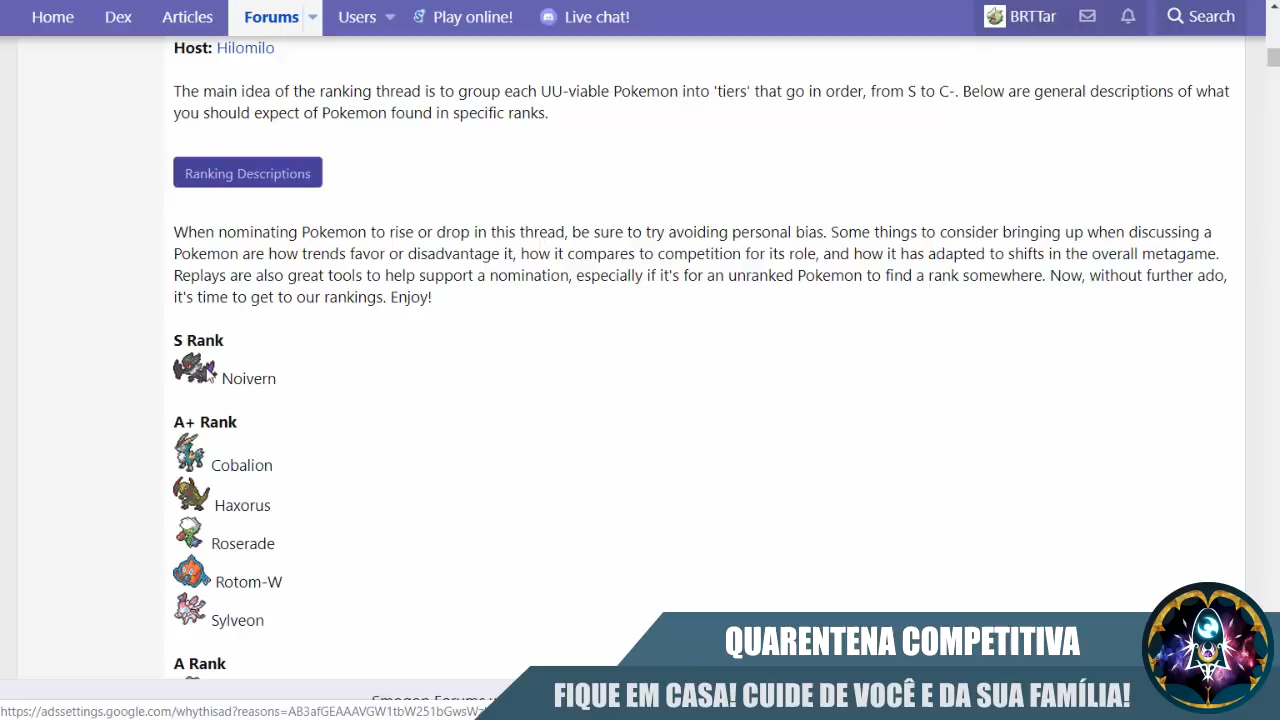 Home Dex Articles Forums Users Play online! Live chat! BRTTar Search
Host: Hilomilo
The main idea of the ranking thread is to group each UU-viable Pokemon into 'tiers' that go in order, from S to C-. Below are general descriptions of what
you should expect of Pokemon found in specific ranks.
Ranking Descriptions
When nominating Pokemon to rise or drop in this thread, be sure to try avoiding personal bias. Some things to consider bringing up when discussing a
Pokemon are how trends favor or disadvantage it, how it compares to competition for its role, and how it has adapted to shifts in the overall metagame.
Replays are also great tools to help support a nomination, especially if it's for an unranked Pokemon to find a rank somewhere. Now, without further ado,
it's time to get to our rankings. Enjoy!
S Rank
Noivern
A+ Rank
Cobalion
Haxorus
Roserade
Rotom-W
Sylveon
A Rank
QUARENTENA COMPETITIVA
FIQUE EM CASA! CUIDE DE VOCÊ E DA SUA FAMÍLIA!